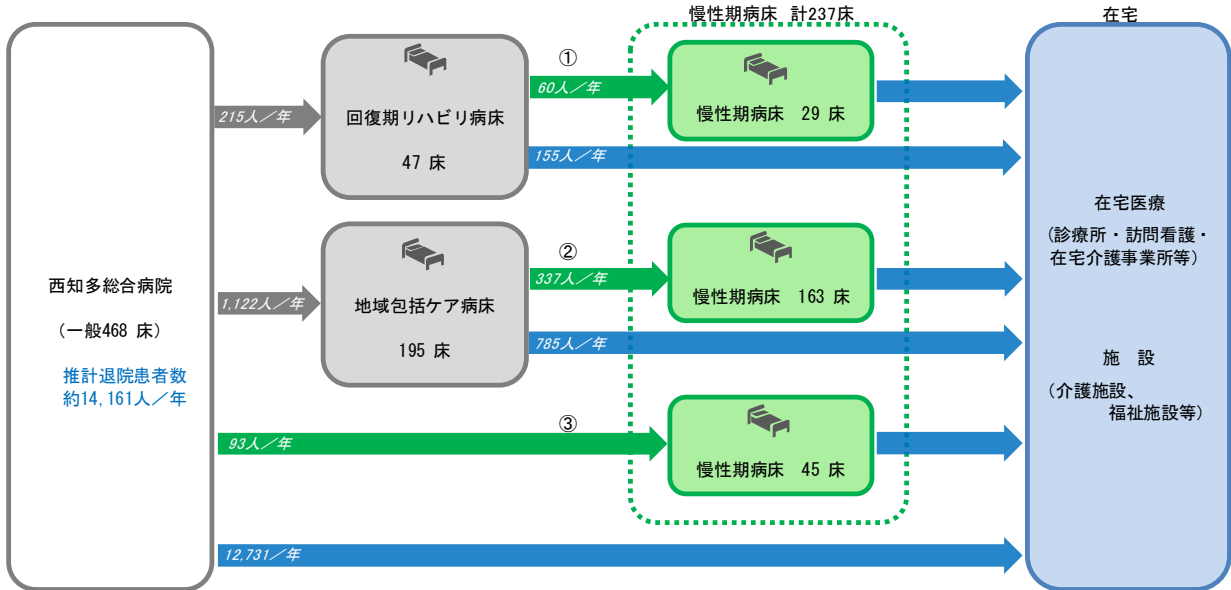 慢性期病床 計237床
在宅
①
60人／年
慢性期病床 29 床
215人／年
回復期リハビリ病床
47 床
155人／年
在宅医療
(診療所・訪問看護・
在宅介護事業所等)
西知多総合病院
(一般468 床)
推計退院患者数
約14,161人／年
②
337人／年
慢性期病床 163 床
1,122人／年
地域包括ケア病床
195 床
785人／年
施 設
(介護施設、
福祉施設等)
③
93人／年
慢性期病床 45 床
12,731／年